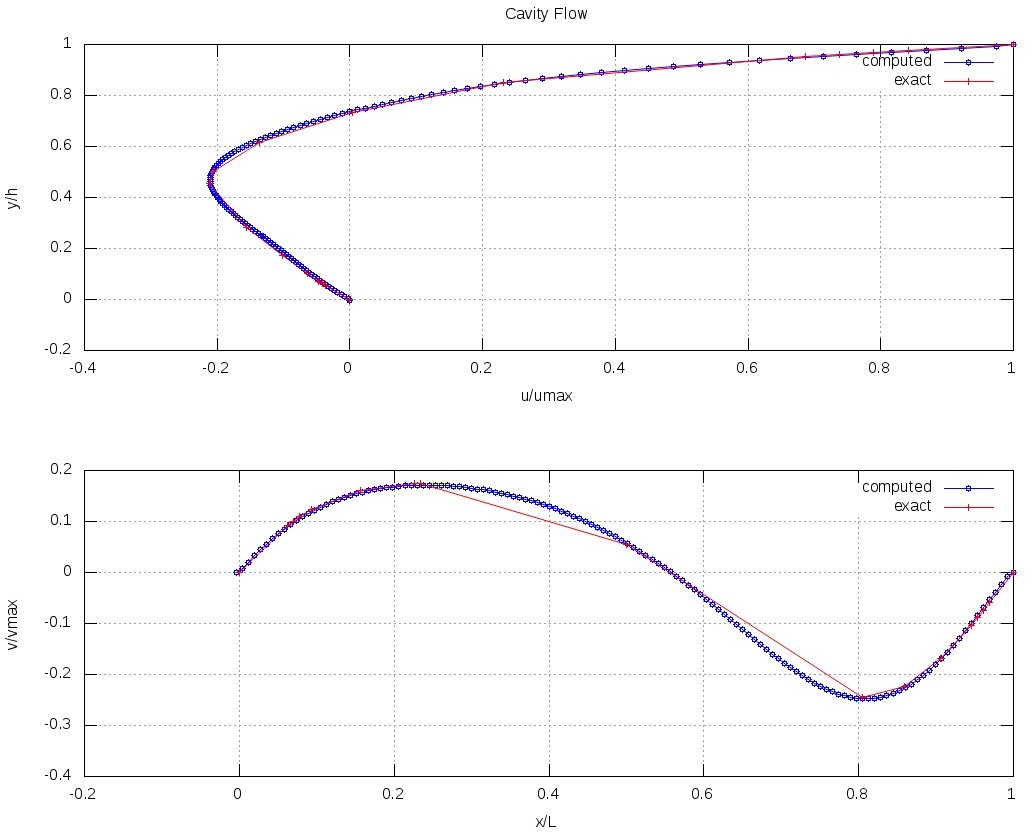 Cavity Flow
1
0.8
0.6
0.4
0.2
0
-0.2
-0.4 -0.2 0 0.2 0.4 0.6 0.8 1
y/h
u/umax
computed
exact
0.2
0.1
0
-0.1
-0.2
-0.3
-0.4
-0.2 0 0.2 0.4 0.6 0.8 1
v/vmax
x/L
computed
exact